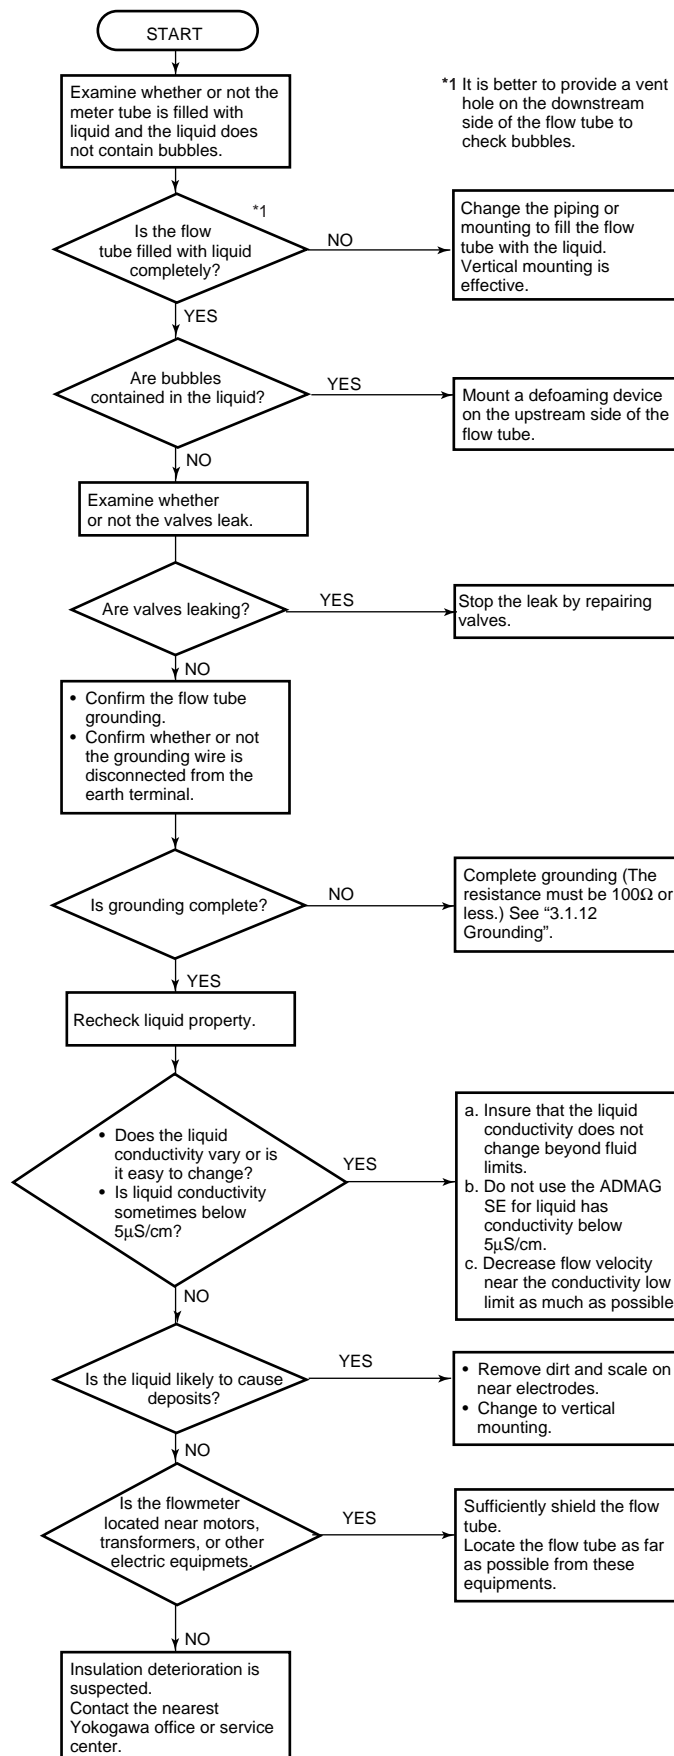 START
Examine whether or not the
meter tube is filled with
liquid and the liquid does
not contain bubbles.
*1 It is better to provide a vent
hole on the downstream
side of the flow tube to
check bubbles.
*1
Is the flow
tube filled with liquid
completely?
NO
Change the piping or
mounting to fill the flow
tube with the liquid.
Vertical mounting is
effective.
YES
Are bubbles
contained in the liquid?
YES
Mount a defoaming device
on the upstream side of the
flow tube.
NO
Examine whether
or not the valves leak.
Are valves leaking?
YES
Stop the leak by repairing
valves.
NO
• Confirm the flow tube
grounding.
• Confirm whether or not
the grounding wire is
disconnected from the
earth terminal.
Is grounding complete?
NO
Complete grounding (The
resistance must be 100Ω or
less.) See “3.1.12
Grounding”.
YES
Recheck liquid property.
• Does the liquid
conductivity vary or is
it easy to change?
• Is liquid conductivity
sometimes below
5μS/cm?
YES
a. Insure that the liquid
conductivity does not
change beyond fluid
limits.
b. Do not use the ADMAG
SE for liquid has
conductivity below
5μS/cm.
c. Decrease flow velocity
near the conductivity low
limit as much as possible
NO
Is the liquid likely to cause
deposits?
YES
• Remove dirt and scale on
near electrodes.
• Change to vertical
mounting.
NO
Is the flowmeter
located near motors,
transformers, or other
electric equipmets.
YES
Sufficiently shield the flow
tube.
Locate the flow tube as far
as possible from these
equipments.
NO
Insulation deterioration is
suspected.
Contact the nearest
Yokogawa office or service
center.